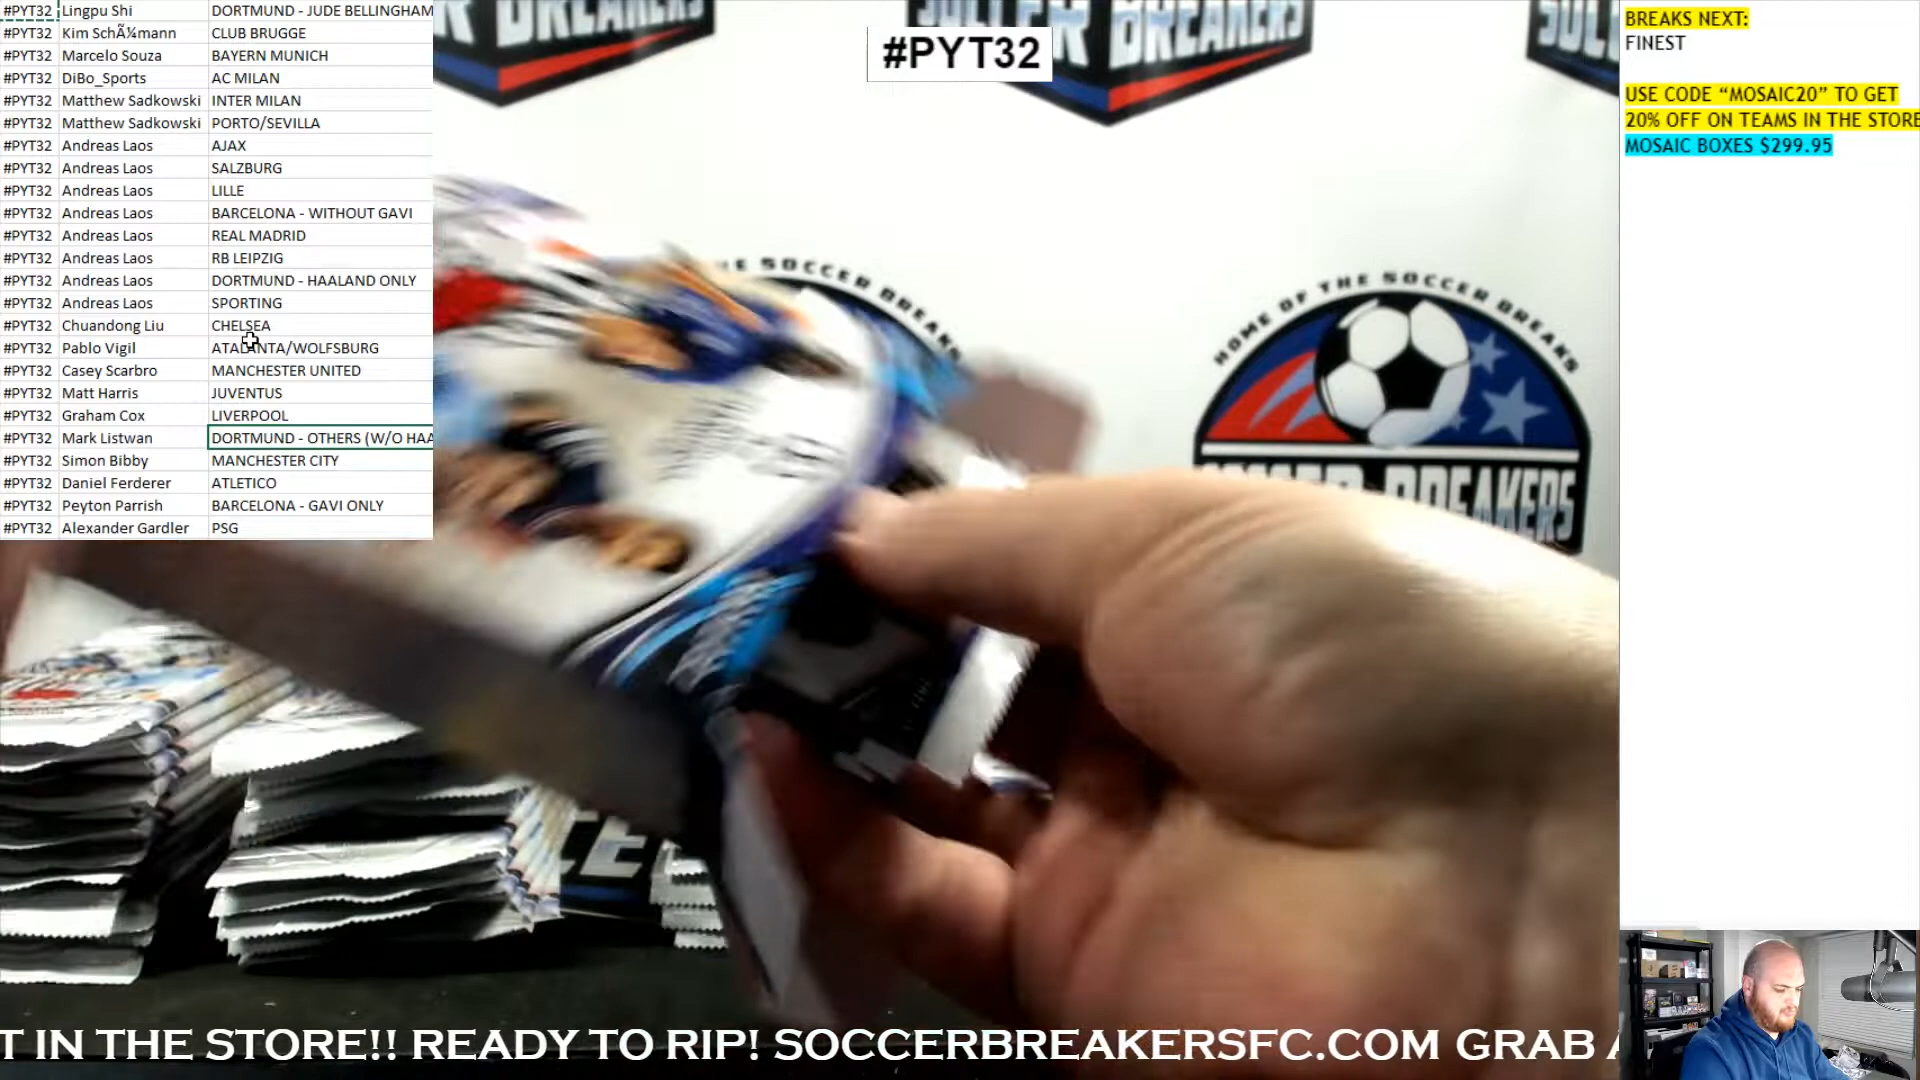 #PYT32 Lingpu Shi DORTMUND - JUDE BELLINGHAM
#PYT32 Kim SchÃ¼mann CLUB BRUGGE
#PYT32 Marcelo Souza BAYERN MUNICH
#PYT32 DiBo_Sports AC MILAN
#PYT32 Matthew Sadkowski INTER MILAN
#PYT32 Matthew Sadkowski PORTO/SEVILLA
#PYT32 Andreas Laos AJAX
#PYT32 Andreas Laos SALZBURG
#PYT32 Andreas Laos LILLE
#PYT32 Andreas Laos BARCELONA - WITHOUT GAVI
#PYT32 Andreas Laos REAL MADRID
#PYT32 Andreas Laos RB LEIPZIG
#PYT32 Andreas Laos DORTMUND - HAALAND ONLY
#PYT32 Andreas Laos SPORTING
#PYT32 Chuandong Liu CHELSEA
#PYT32 Pablo Vigil ATALANTA/WOLFSBURG
#PYT32 Casey Scarbro MANCHESTER UNITED
#PYT32 Matt Harris JUVENTUS
#PYT32 Graham Cox LIVERPOOL
#PYT32 Mark Listwan DORTMUND - OTHERS (W/O HAA
#PYT32 Simon Bibby MANCHESTER CITY
#PYT32 Daniel Ferderer ATLETICO
#PYT32 Peyton Parrish BARCELONA - GAVI ONLY
#PYT32 Alexander Gardler PSG
BREAKERS
BREAKERS
#PYT32
THE SOCCER BREAKS
HOME OF THE SOCCER BREAKS
SOCCER BREAKERS
BREAKS NEXT:
FINEST
USE CODE “MOSAIC20” TO GET
20% OFF ON TEAMS IN THE STORE
MOSAIC BOXES $299.95
T IN THE STORE!! READY TO RIP! SOCCERBREAKERSFC.COM GRAB A